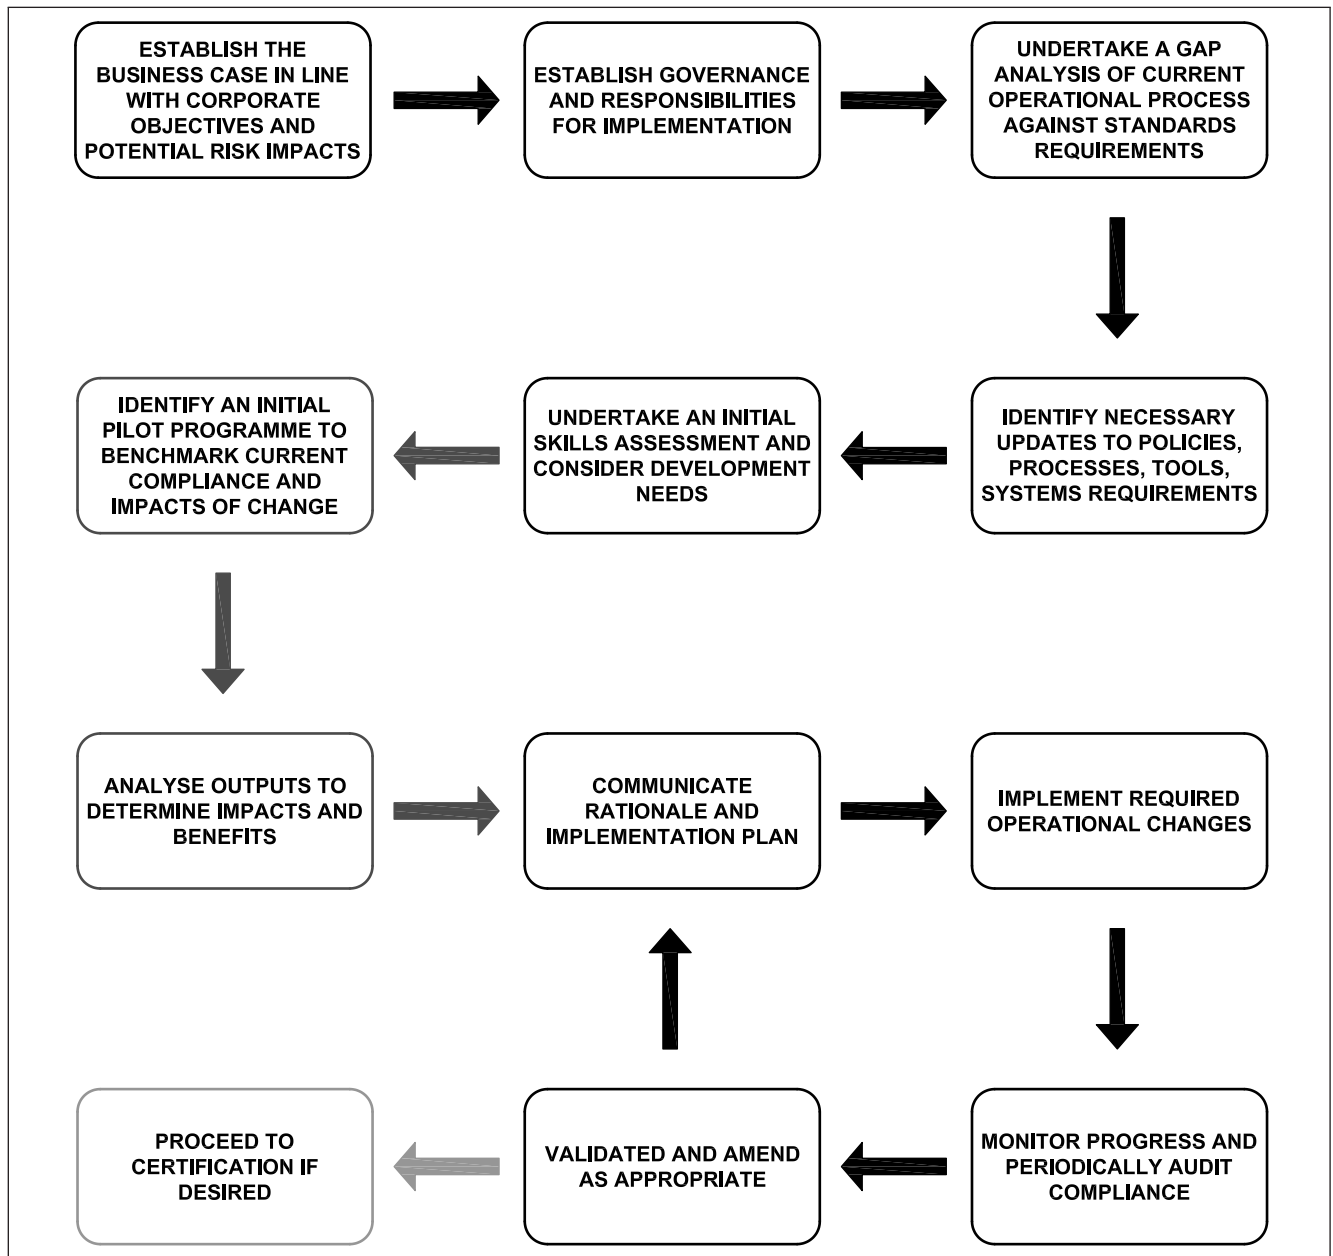 ESTABLISH THE
BUSINESS CASE IN LINE
WITH CORPORATE
OBJECTIVES AND
POTENTIAL RISK IMPACTS
ESTABLISH GOVERNANCE
AND RESPONSIBILITIES
FOR IMPLEMENTATION
UNDERTAKE A GAP
ANALYSIS OF CURRENT
OPERATIONAL PROCESS
AGAINST STANDARDS
REQUIREMENTS
IDENTIFY NECESSARY
UPDATES TO POLICIES,
PROCESSES, TOOLS,
SYSTEMS REQUIREMENTS
UNDERTAKE AN INITIAL
SKILLS ASSESSMENT AND
CONSIDER DEVELOPMENT
NEEDS
IDENTIFY AN INITIAL
PILOT PROGRAMME TO
BENCHMARK CURRENT
COMPLIANCE AND
IMPACTS OF CHANGE
ANALYSE OUTPUTS TO
DETERMINE IMPACTS AND
BENEFITS
COMMUNICATE
RATIONALE AND
IMPLEMENTATION PLAN
IMPLEMENT REQUIRED
OPERATIONAL CHANGES
MONITOR PROGRESS AND
PERIODICALLY AUDIT
COMPLIANCE
VALIDATED AND AMEND
AS APPROPRIATE
PROCEED TO
CERTIFICATION IF
DESIRED